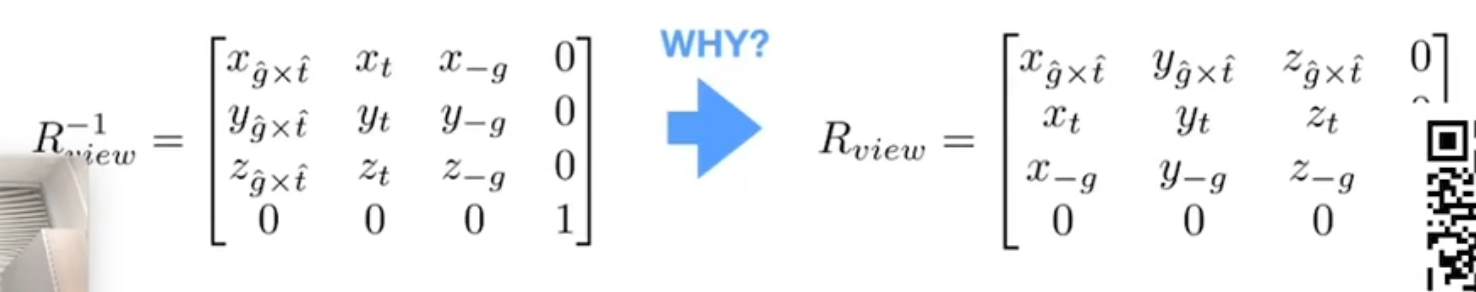 WHY?
R_{view}^{-1} = \begin{bmatrix} x_{\hat{g}\times\hat{t}} & x_t & x_{-g} & 0 \\ y_{\hat{g}\times\hat{t}} & y_t & y_{-g} & 0 \\ z_{\hat{g}\times\hat{t}} & z_t & z_{-g} & 0 \\ 0 & 0 & 0 & 1 \end{bmatrix}
R_{view} = \begin{bmatrix} x_{\hat{g}\times\hat{t}} & y_{\hat{g}\times\hat{t}} & z_{\hat{g}\times\hat{t}} & 0 \\ x_t & y_t & z_t & \\ x_{-g} & y_{-g} & z_{-g} & \\ 0 & 0 & 0 & \end{bmatrix}